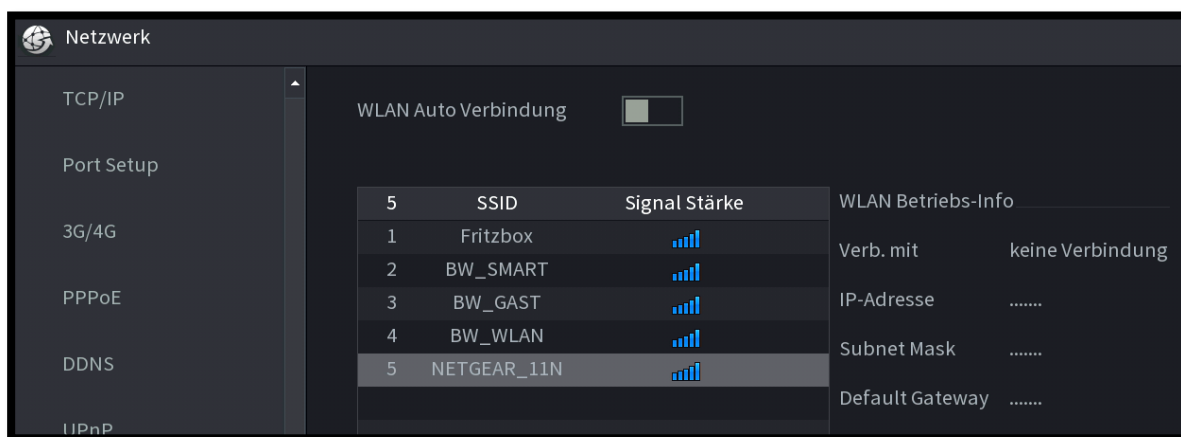 Netzwerk
TCP/IP
Port Setup
3G/4G
PPPoE
DDNS
UPnP
WLAN Auto Verbindung
5 SSID Signal Stärke
1 Fritzbox
2 BW_SMART
3 BW_GAST
4 BW_WLAN
5 NETGEAR_11N
WLAN Betriebs-Info
Verb. mit keine Verbindung
IP-Adresse .......
Subnet Mask .......
Default Gateway .......